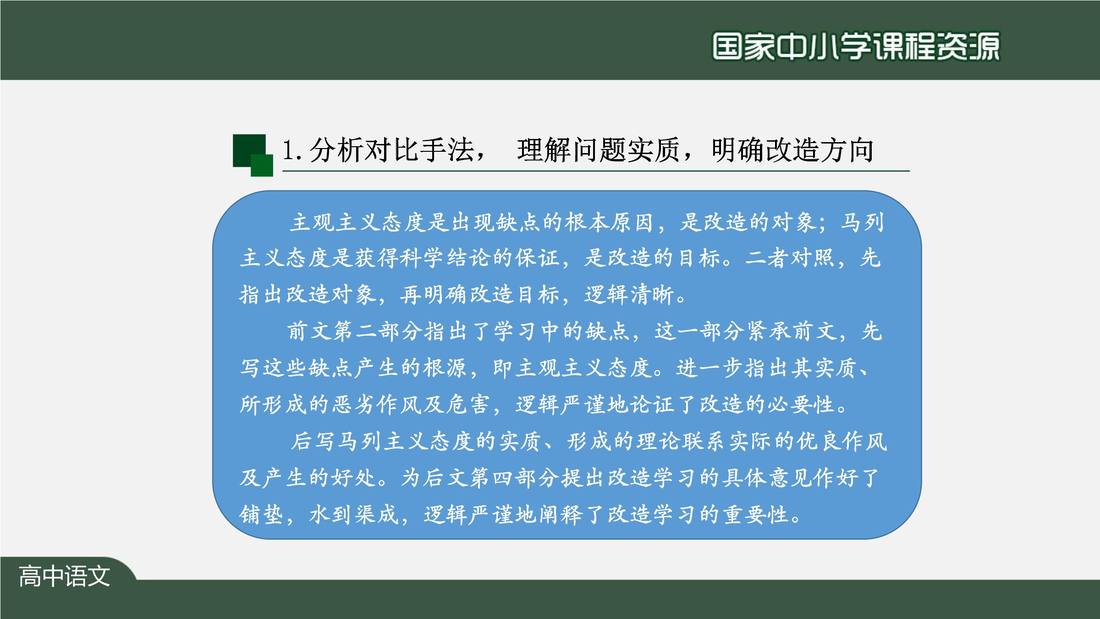 国家中小学课程资源
1.分析对比手法， 理解问题实质，明确改造方向
主观主义态度是出现缺点的根本原因，是改造的对象；马列
主义态度是获得科学结论的保证，是改造的目标。二者对照，先
指出改造对象，再明确改造目标，逻辑清晰。
前文第二部分指出了学习中的缺点，这一部分紧承前文，先
写这些缺点产生的根源，即主观主义态度。进一步指出其实质、
所形成的恶劣作风及危害，逻辑严谨地论证了改造的必要性。
后写马列主义态度的实质、形成的理论联系实际的优良作风
及产生的好处。为后文第四部分提出改造学习的具体意见作好了
铺垫，水到渠成，逻辑严谨地阐释了改造学习的重要性。
高中语文